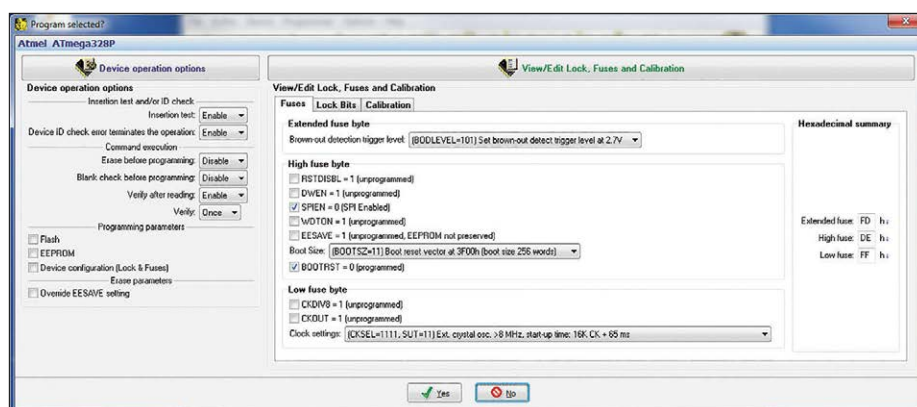 Program selected?
Atmel ATmega328P
Device operation options
View/Edit Lock, Fuses and Calibration
Device operation options
Insertion test and/or ID check
Insertion test: Enable
Device ID check error terminates the operation: Enable
Command execution
Erase before programming: Disable
Blank check before programming: Disable
Verify after reading: Enable
Verify: Once
Programming parameters
Flash
EEPROM
Device configuration (Lock & Fuses)
Erase parameters
Override EESAVE setting
View/Edit Lock, Fuses and Calibration
Fuses Lock Bits Calibration
Extended fuse byte
Brown-out detection trigger level: (BODLEVEL=101) Set brown-out detect trigger level at 2.7V
High fuse byte
RSTDISBL = 1 (unprogrammed)
DWEN = 1 (unprogrammed)
SPIEN = 0 (SPI Enabled)
WDTON = 1 (unprogrammed)
EESAVE = 1 (unprogrammed, EEPROM not preserved)
Boot Size: (BOOTSZ=11) Boot reset vector at 3F00h (boot size 256 words)
BOOTRST = 0 (programmed)
Low fuse byte
CKDIV8 = 1 (unprogrammed)
CKOUT = 1 (unprogrammed)
Clock settings: (CKSEL=1111, SUT=11) Ext. crystal osc. >8 MHz, start-up time: 16K CK + 65 ms
Hexadecimal summary
Extended fuse: FD h
High fuse: DE h
Low fuse: FF h
Yes No